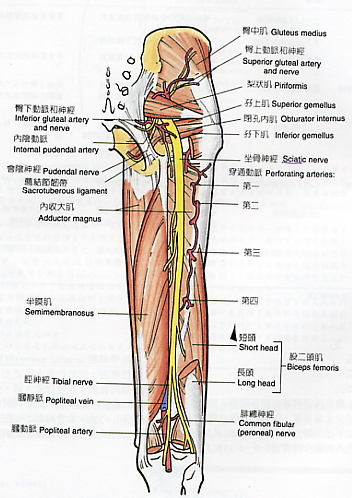 臀中肌 Gluteus medius
臀上動脈和神經
Superior gluteal artery
and nerve
梨狀肌 Piriformis
孖上肌 Superior gemellus
閉孔內肌 Obturator internus
孖下肌 Inferior gemellus
坐骨神經 Sciatic nerve
穿通動脈 Perforating arteries:
第一
第二
第三
第四
短頭
Short head
股二頭肌
Biceps femoris
長頭
Long head
腓總神經
Common fibular
(peroneal) nerve
臀下動脈和神經
Inferior gluteal artery
and nerve
內陰動脈
Internal pudendal artery
會陰神經 Pudendal nerve
薦結節韌帶
Sacrotuberous ligament
內收大肌
Adductor magnus
半膜肌
Semimembranosus
脛神經 Tibial nerve
膕靜脈 Popliteal vein
膕動脈 Popliteal artery